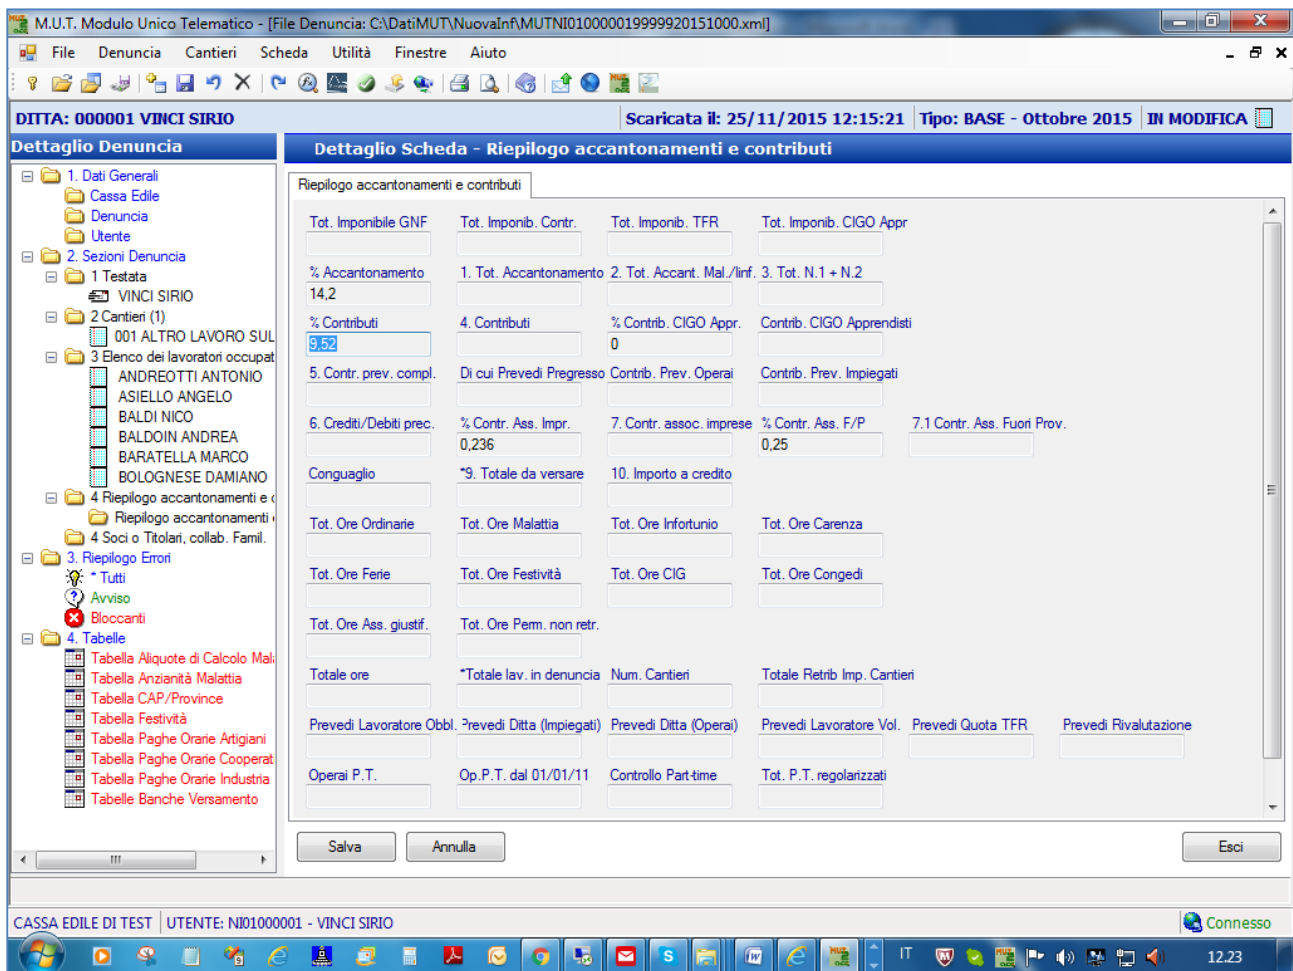 M.U.T. Modulo Unico Telematico - [File Denuncia: C:\DatiMUT\NuovaInf\MUTNI01000001999992015​1000.xml]
File Denuncia Cantieri Scheda Utilità Finestre Aiuto
DITTA: 000001 VINCI SIRIO Scaricata il: 25/11/2015 12:15:21 Tipo: BASE - Ottobre 2015 IN MODIFICA
Dettaglio Denuncia
Dettaglio Scheda - Riepilogo accantonamenti e contributi
1. Dati Generali
Cassa Edile
Denuncia
Utente
2. Sezioni Denuncia
1 Testata
VINCI SIRIO
2 Cantieri (1)
001 ALTRO LAVORO SUL
3 Elenco dei lavoratori occupat
ANDREOTTI ANTONIO
ASIELLO ANGELO
BALDI NICO
BALDOIN ANDREA
BARATELLA MARCO
BOLOGNESE DAMIANO
4 Riepilogo accantonamenti e c
Riepilogo accantonamenti
4 Soci o Titolari, collab. Famil.
3. Riepilogo Errori
* Tutti
Avviso
Bloccanti
4. Tabelle
Tabella Aliquote di Calcolo Mala
Tabella Anzianità Malattia
Tabella CAP/Province
Tabella Festività
Tabella Paghe Orarie Artigiani
Tabella Paghe Orarie Cooperat
Tabella Paghe Orarie Industria
Tabelle Banche Versamento
Riepilogo accantonamenti e contributi
Tot. Imponibile GNF Tot. Imponib. Contr. Tot. Imponib. TFR Tot. Imponib. CIGO Appr
% Accantonamento 1. Tot. Accantonamento 2. Tot. Accant. Mal./Iinf. 3. Tot. N.1 + N.2
14,2
% Contributi 4. Contributi % Contrib. CIGO Appr. Contrib. CIGO Apprendisti
9,52 0
5. Contr. prev. compl. Di cui Prevedi Pregresso Contrib. Prev. Operai Contrib. Prev. Impiegati
6. Crediti/Debiti prec. % Contr. Ass. Impr. 7. Contr. assoc. imprese % Contr. Ass. F/P 7.1 Contr. Ass. Fuori Prov.
0,236 0,25
Conguaglio *9. Totale da versare 10. Importo a credito
Tot. Ore Ordinarie Tot. Ore Malattia Tot. Ore Infortunio Tot. Ore Carenza
Tot. Ore Ferie Tot. Ore Festività Tot. Ore CIG Tot. Ore Congedi
Tot. Ore Ass. giustif. Tot. Ore Perm. non retr.
Totale ore *Totale lav. in denuncia Num. Cantieri Totale Retrib Imp. Cantieri
Prevedi Lavoratore Obbl. Prevedi Ditta (Impiegati) Prevedi Ditta (Operai) Prevedi Lavoratore Vol. Prevedi Quota TFR Prevedi Rivalutazione
Operai P.T. Op.P.T. dal 01/01/11 Controllo Part-time Tot. P.T. regolarizzati
Salva Annulla Esci
CASSA EDILE DI TEST UTENTE: NI01000001 - VINCI SIRIO Connesso
IT 12.23